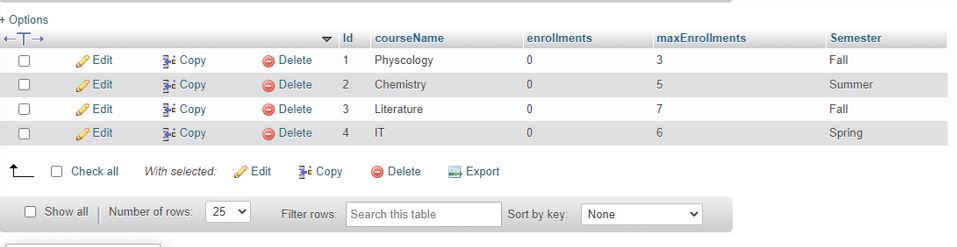 + Options
←T→ Id courseName enrollments maxEnrollments Semester
Edit Copy Delete 1 Physcology 0 3 Fall
Edit Copy Delete 2 Chemistry 0 5 Summer
Edit Copy Delete 3 Literature 0 7 Fall
Edit Copy Delete 4 IT 0 6 Spring
Check all With selected: Edit Copy Delete Export
Show all | Number of rows: 25 Filter rows: Search this table Sort by key: None